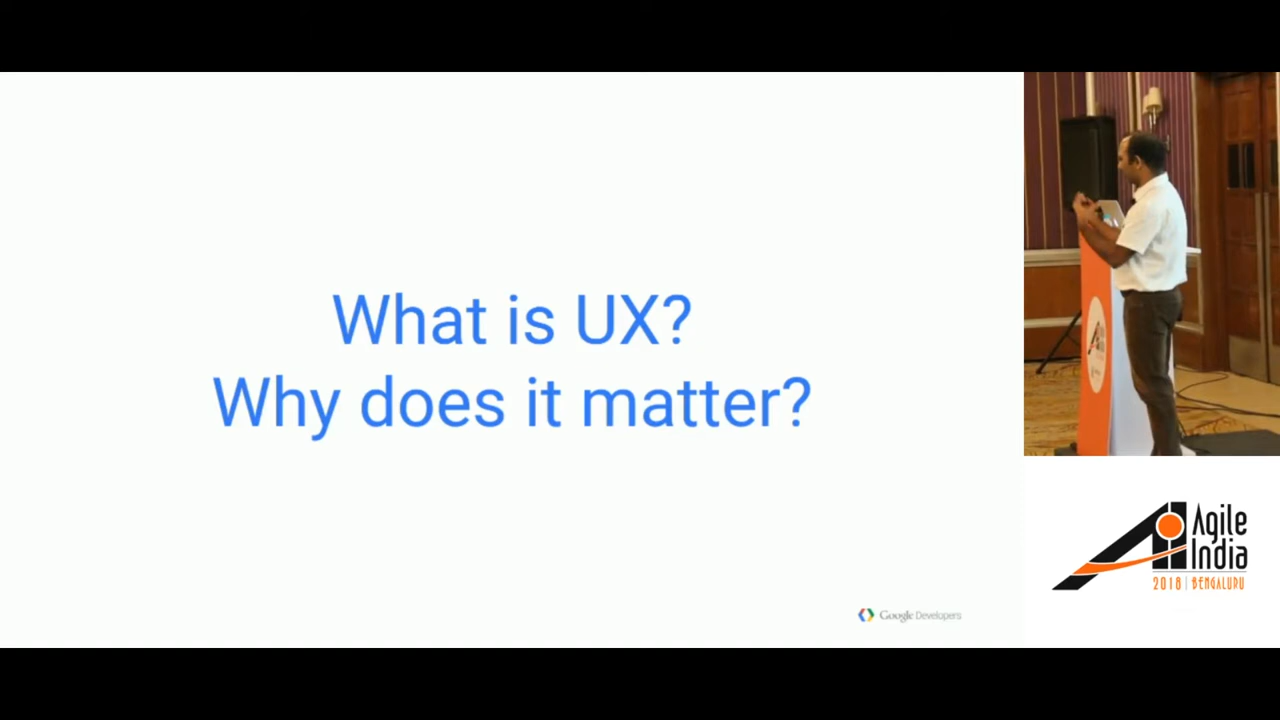 What is UX?
Why does it matter?
Google Developers
Agile
India
2018 | BENGALURU